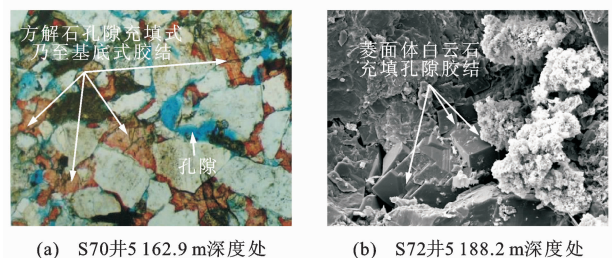 方解石孔隙充填式
乃至基底式胶结
孔隙
菱面体白云石
充填孔隙胶结
(a) S70井5 162.9 m深度处
(b) S72井5 188.2 m深度处